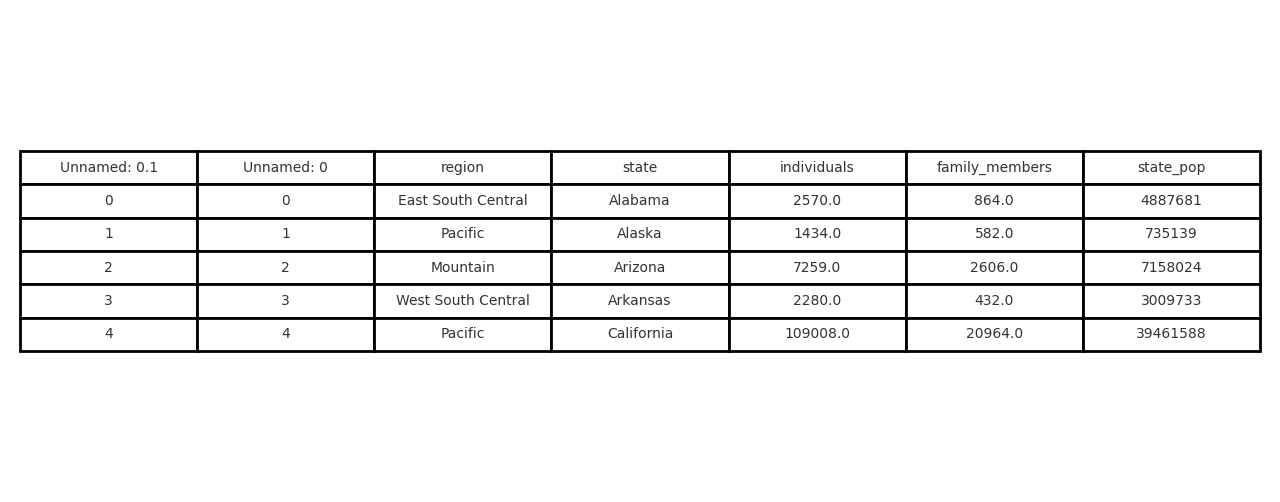 Unnamed: 0.1 Unnamed: 0 region state individuals family_members state_pop
0 0 East South Central Alabama 2570.0 864.0 4887681
1 1 Pacific Alaska 1434.0 582.0 735139
2 2 Mountain Arizona 7259.0 2606.0 7158024
3 3 West South Central Arkansas 2280.0 432.0 3009733
4 4 Pacific California 109008.0 20964.0 39461588